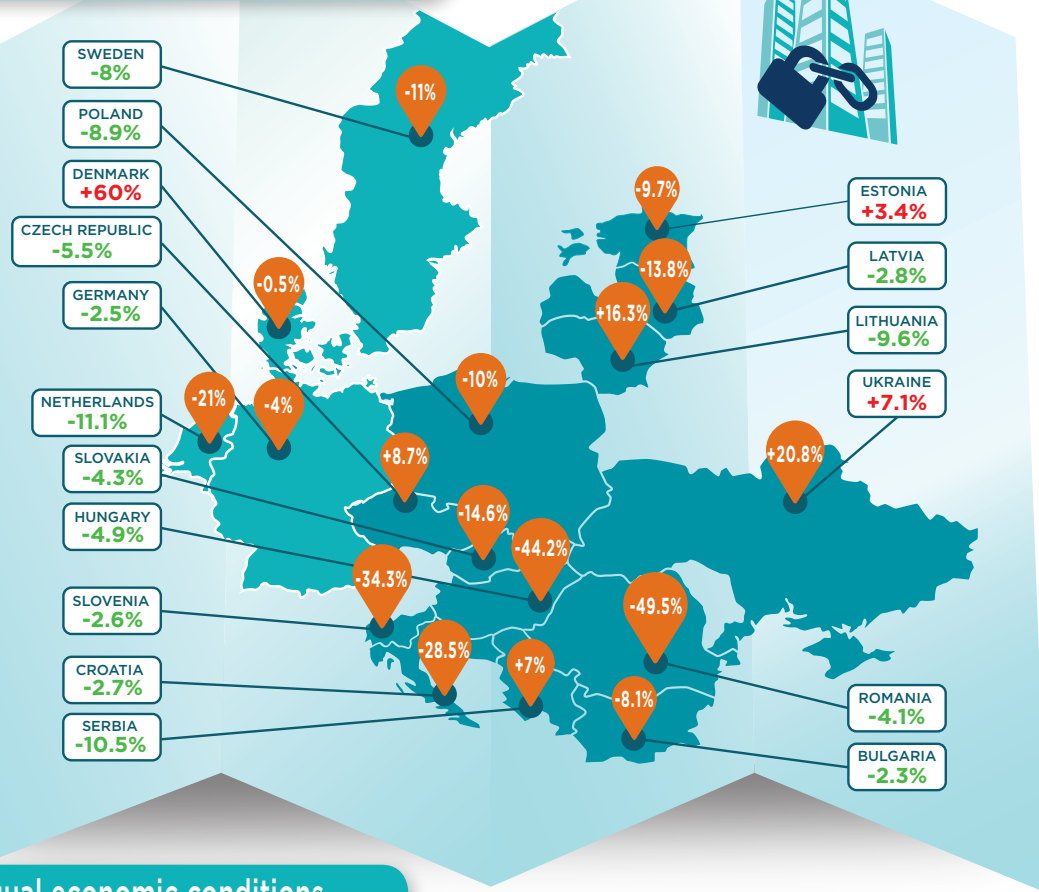 SWEDEN
-8%
POLAND
-8.9%
DENMARK
+60%
CZECH REPUBLIC
-5.5%
GERMANY
-2.5%
NETHERLANDS
-11.1%
SLOVAKIA
-4.3%
HUNGARY
-4.9%
SLOVENIA
-2.6%
CROATIA
-2.7%
SERBIA
-10.5%
-11%
-0.5%
-21%
-4%
-10%
+8.7%
-14.6%
-44.2%
-34.3%
-28.5%
+7%
-49.5%
-8.1%
-9.7%
-13.8%
+16.3%
+20.8%
ESTONIA
+3.4%
LATVIA
-2.8%
LITHUANIA
-9.6%
UKRAINE
+7.1%
ROMANIA
-4.1%
BULGARIA
-2.3%
economic conditions